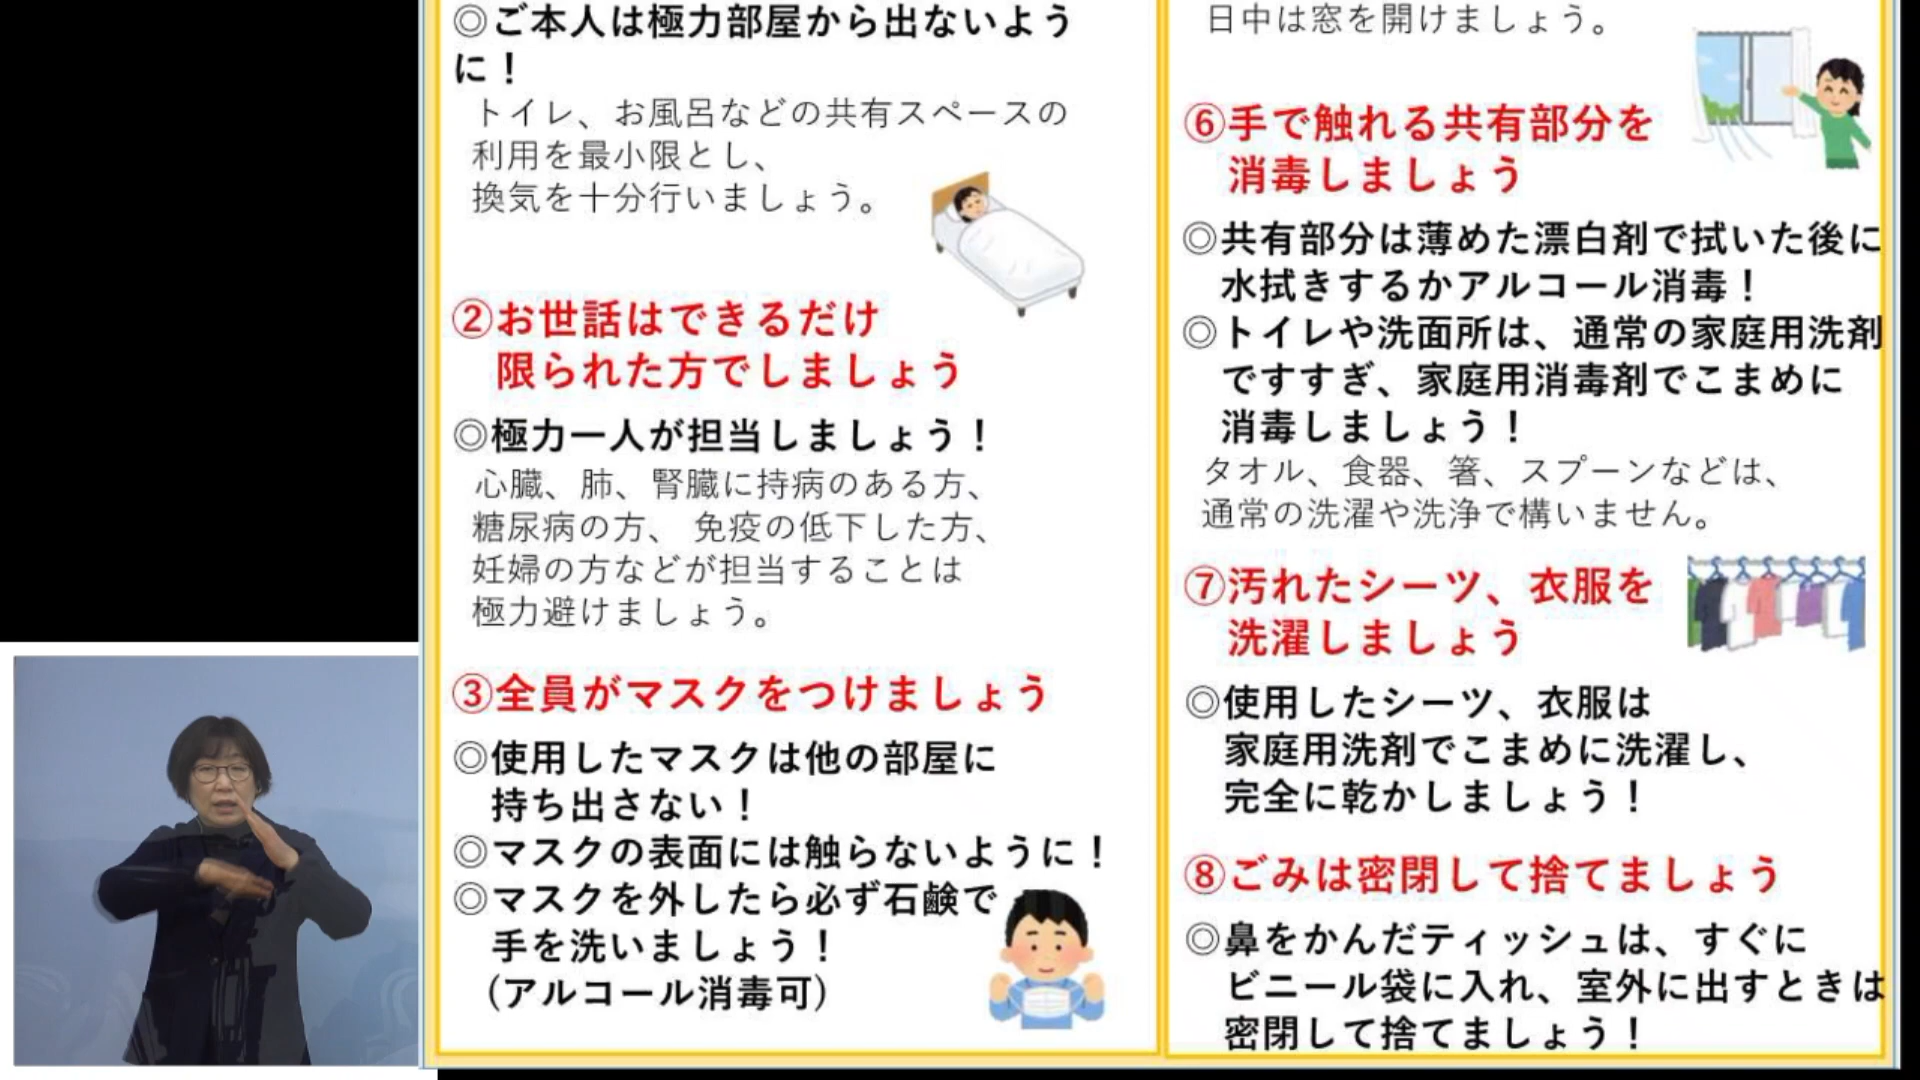 ◎ご本人は極力部屋から出ないよう
に！
トイレ、お風呂などの共有スペースの
利用を最小限とし、
換気を十分行いましょう。
②お世話はできるだけ
限られた方でしましょう
◎極力一人が担当しましょう！
心臓、肺、腎臓に持病のある方、
糖尿病の方、 免疫の低下した方、
妊婦の方などが担当することは
極力避けましょう。
③全員がマスクをつけましょう
◎使用したマスクは他の部屋に
持ち出さない！
◎マスクの表面には触らないように！
◎マスクを外したら必ず石鹸で
手を洗いましょう！
(アルコール消毒可)
日中は窓を開けましょう。
⑥手で触れる共有部分を
消毒しましょう
◎共有部分は薄めた漂白剤で拭いた後に
水拭きするかアルコール消毒！
◎トイレや洗面所は、通常の家庭用洗剤
ですすぎ、家庭用消毒剤でこまめに
消毒しましょう！
タオル、食器、箸、スプーンなどは、
通常の洗濯や洗浄で構いません。
⑦汚れたシーツ、衣服を
洗濯しましょう
◎使用したシーツ、衣服は
家庭用洗剤でこまめに洗濯し、
完全に乾かしましょう！
⑧ごみは密閉して捨てましょう
◎鼻をかんだティッシュは、すぐに
ビニール袋に入れ、室外に出すときは
密閉して捨てましょう！